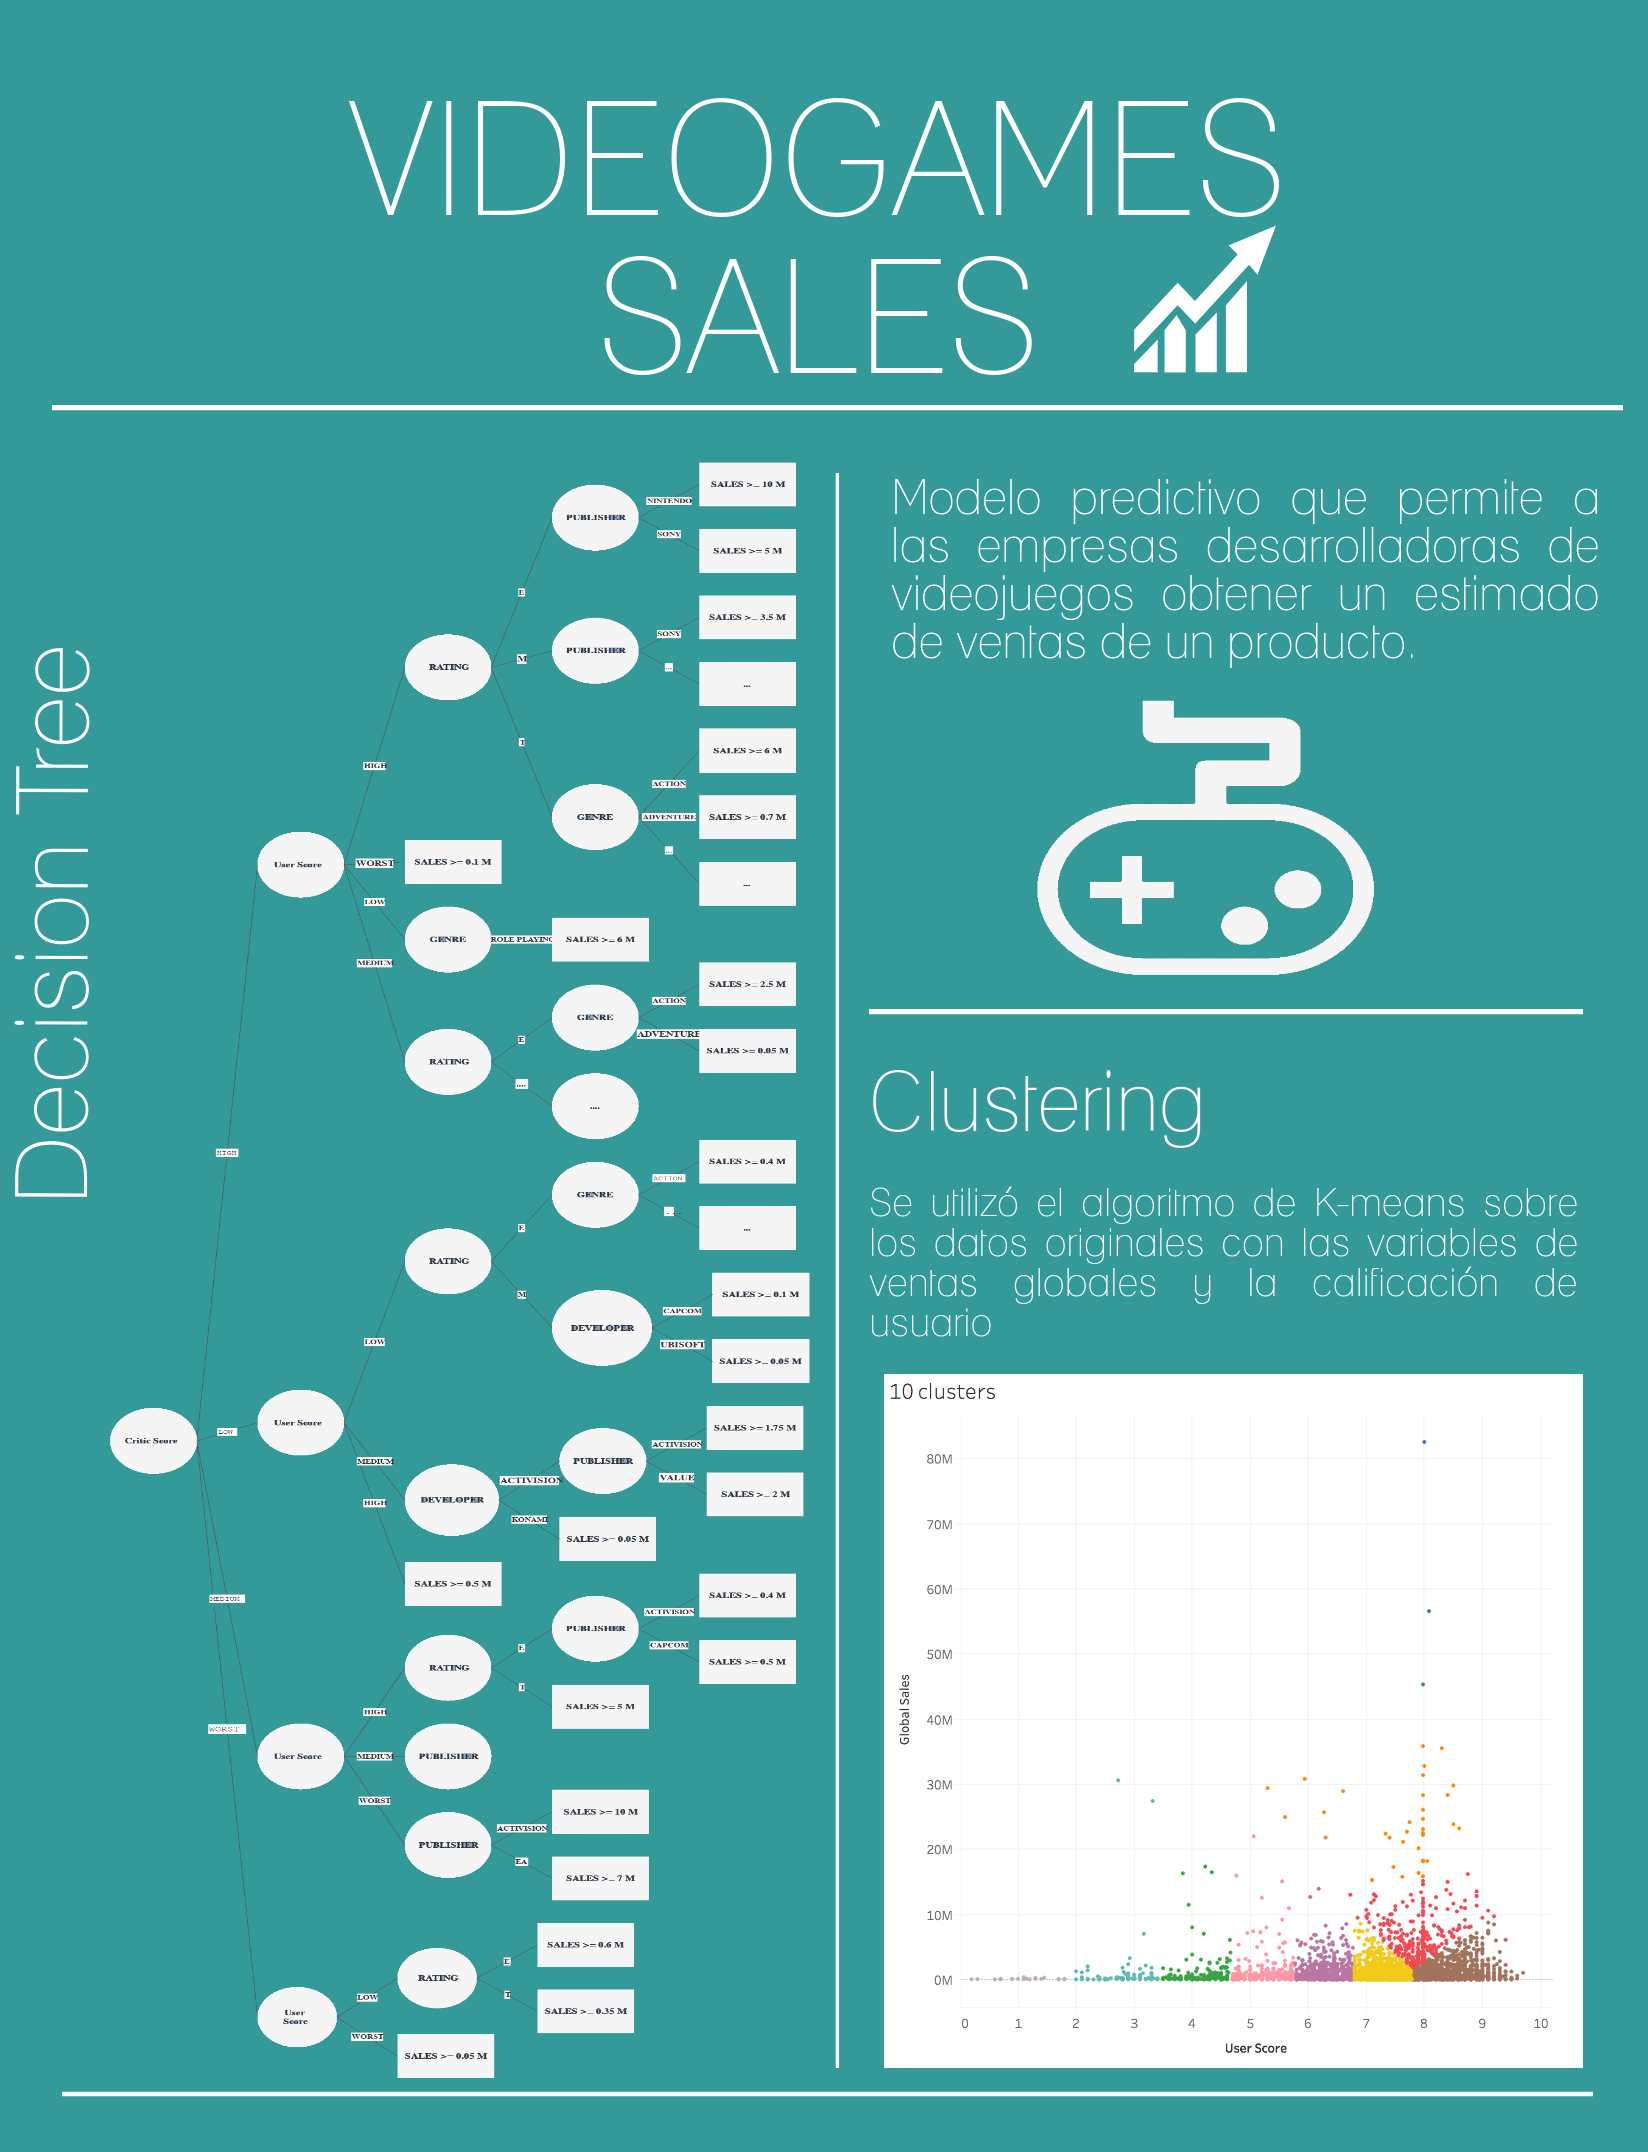 VIDEOGAMES
SALES
Decision Tree
Critic Score
HIGH
LOW
MEDIUM
WORST
User Score
HIGH
WORST
LOW
MEDIUM
RATING
E
M
T
PUBLISHER
NINTENDO
SALES >= 10 M
SONY
SALES >= 5 M
PUBLISHER
SONY
SALES >= 3.5 M
...
...
GENRE
ACTION
SALES >= 6 M
ADVENTURE
SALES >= 0.7 M
...
...
SALES >= 0.1 M
GENRE
ROLE PLAYING
SALES >= 6 M
RATING
E
....
GENRE
ACTION
SALES >= 2.5 M
ADVENTURE
SALES >= 0.05 M
....
User Score
LOW
MEDIUM
HIGH
RATING
E
M
GENRE
ACTION
SALES >= 0.4 M
...
...
DEVELOPER
CAPCOM
SALES >= 0.1 M
UBISOFT
SALES >= 0.05 M
DEVELOPER
ACTIVISION
KONAMI
PUBLISHER
ACTIVISION
SALES >= 1.75 M
VALUE
SALES >= 2 M
SALES >= 0.05 M
SALES >= 0.5 M
User Score
HIGH
MEDIUM
WORST
RATING
E
T
PUBLISHER
ACTIVISION
SALES >= 0.4 M
CAPCOM
SALES >= 0.5 M
SALES >= 5 M
PUBLISHER
PUBLISHER
ACTIVISION
SALES >= 10 M
EA
SALES >= 7 M
User
Score
LOW
WORST
RATING
E
SALES >= 0.6 M
T
SALES >= 0.35 M
SALES >= 0.05 M
Modelo predictivo que permite a
las empresas desarrolladoras de
videojuegos obtener un estimado
de ventas de un producto.
Clustering
Se utilizó el algoritmo de K-means sobre
los datos originales con las variables de
ventas globales y la calificación de
usuario
10 clusters
Global Sales
80M
70M
60M
50M
40M
30M
20M
10M
0M
0 1 2 3 4 5 6 7 8 9 10
User Score